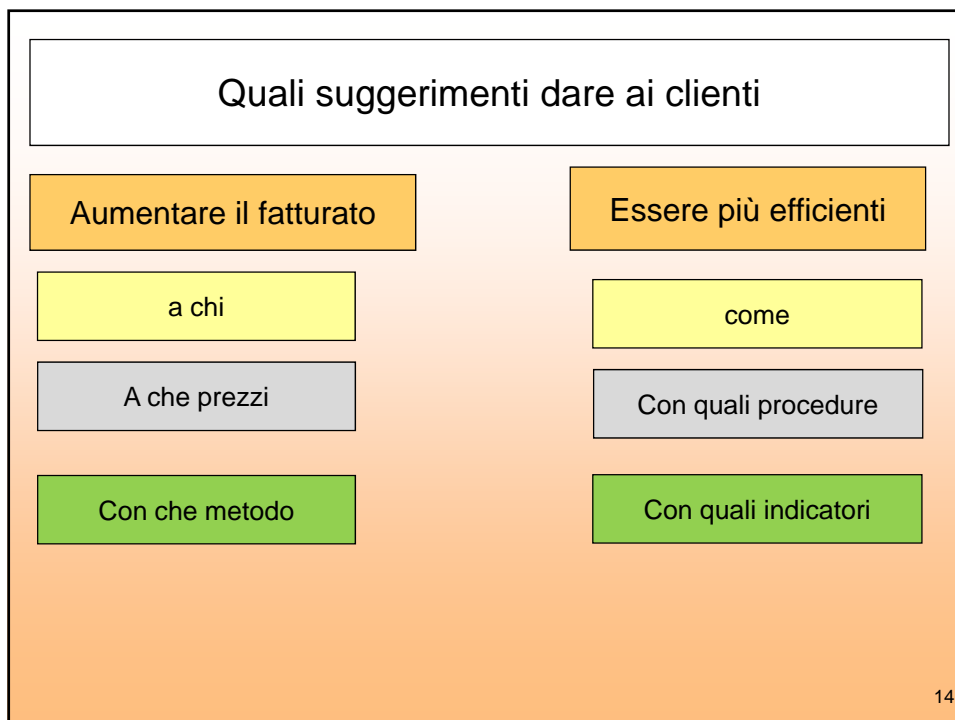 Quali suggerimenti dare ai clienti
Aumentare il fatturato
a chi
A che prezzi
Con che metodo
Essere più efficienti
come
Con quali procedure
Con quali indicatori
14